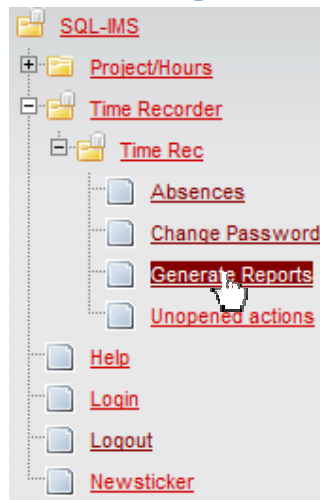 SQL-IMS
Project/Hours
Time Recorder
Time Rec
Absences
Change Password
Generate Reports
Unopened actions
Help
Login
Logout
Newsticker